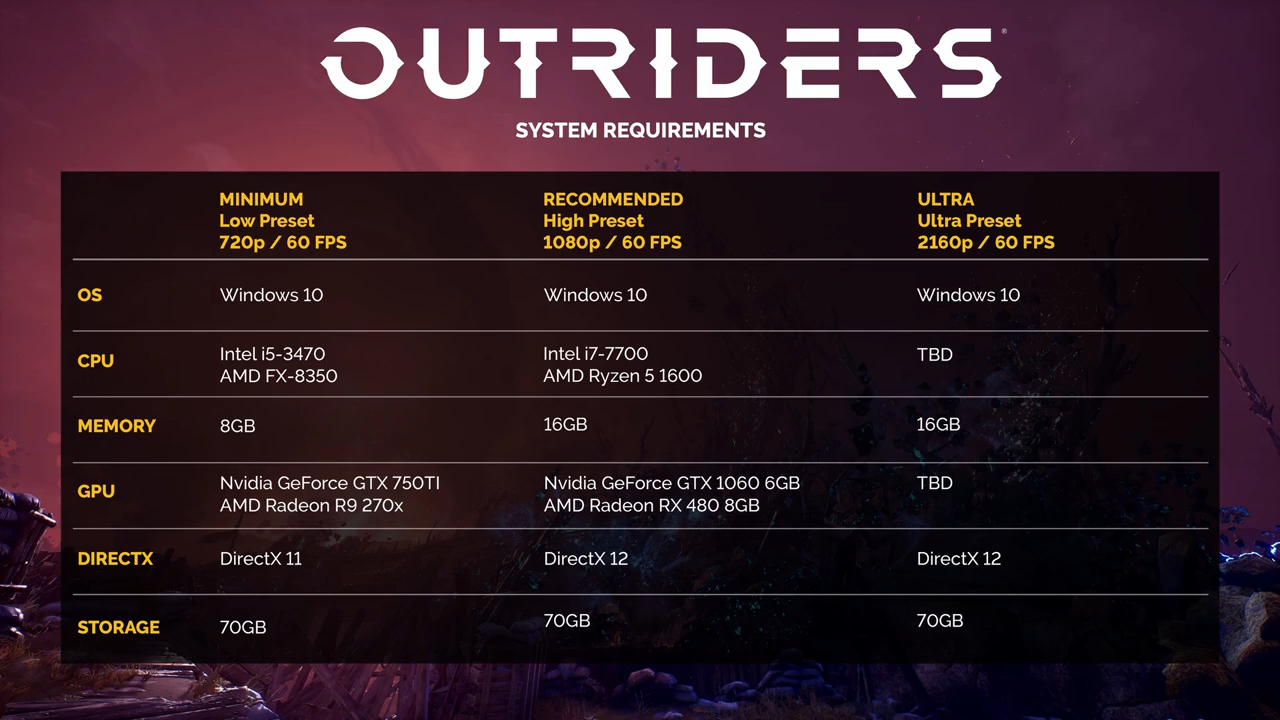 OUTRIDERS®
SYSTEM REQUIREMENTS
MINIMUM
Low Preset
720p / 60 FPS
RECOMMENDED
High Preset
1080p / 60 FPS
ULTRA
Ultra Preset
2160p / 60 FPS
OS
Windows 10
Windows 10
Windows 10
CPU
Intel i5-3470
AMD FX-8350
Intel i7-7700
AMD Ryzen 5 1600
TBD
MEMORY
8GB
16GB
16GB
GPU
Nvidia GeForce GTX 750TI
AMD Radeon R9 270x
Nvidia GeForce GTX 1060 6GB
AMD Radeon RX 480 8GB
TBD
DIRECTX
DirectX 11
DirectX 12
DirectX 12
STORAGE
70GB
70GB
70GB